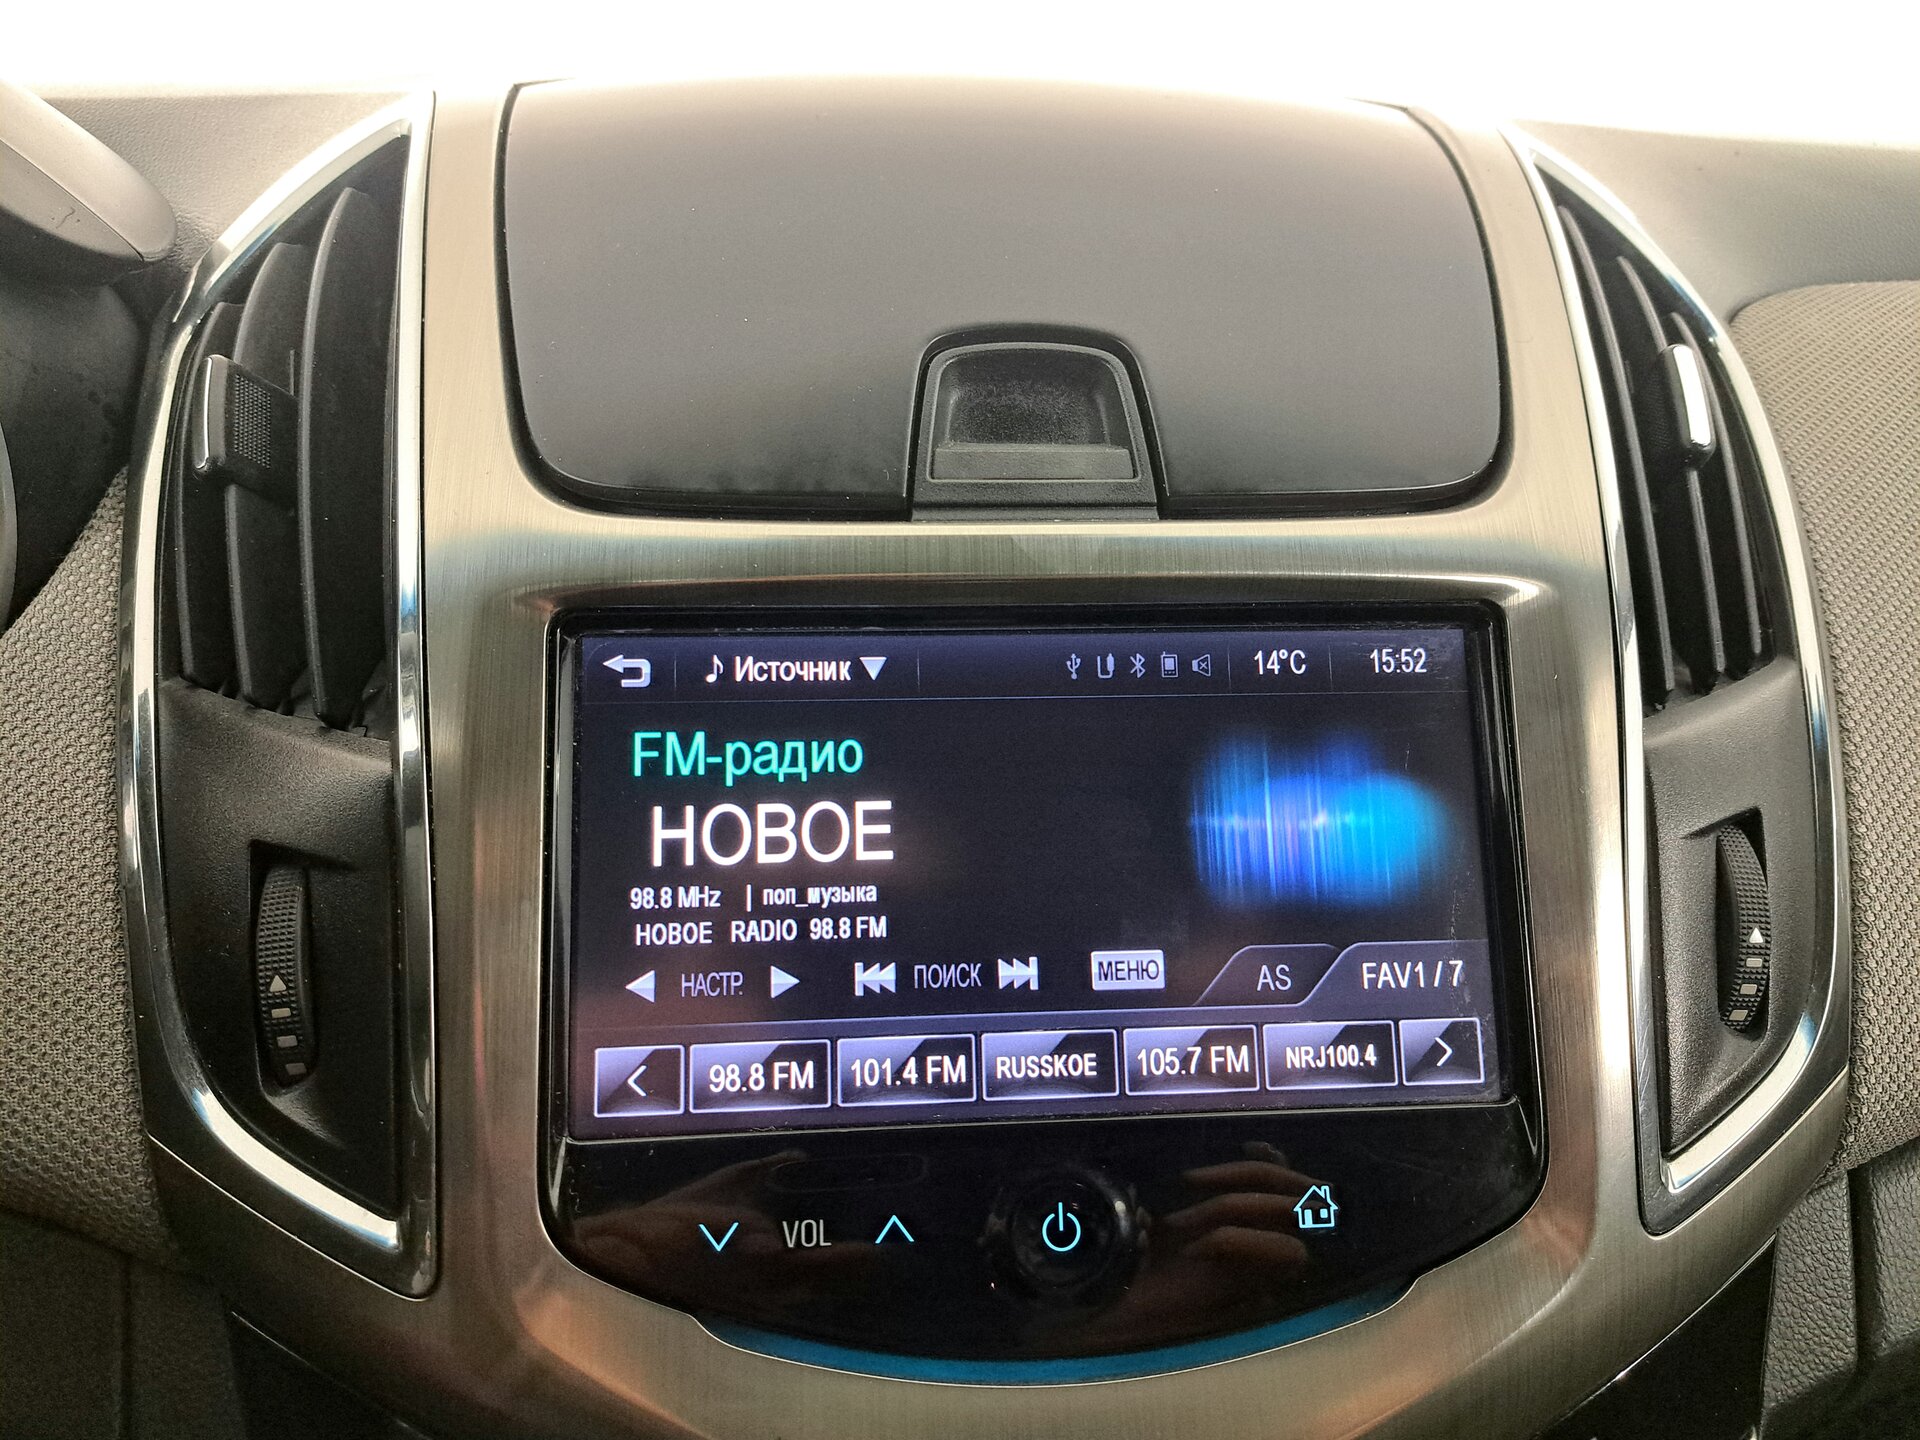 Источник 14°C 15:52
FM-радио
НОВОЕ
98.8 MHz | поп_музыка
НОВОЕ RADIO 98.8 FM
НАСТР. ПОИСК МЕНЮ AS FAV1 / 7
98.8 FM 101.4 FM RUSSKOE 105.7 FM NRJ100.4
VOL